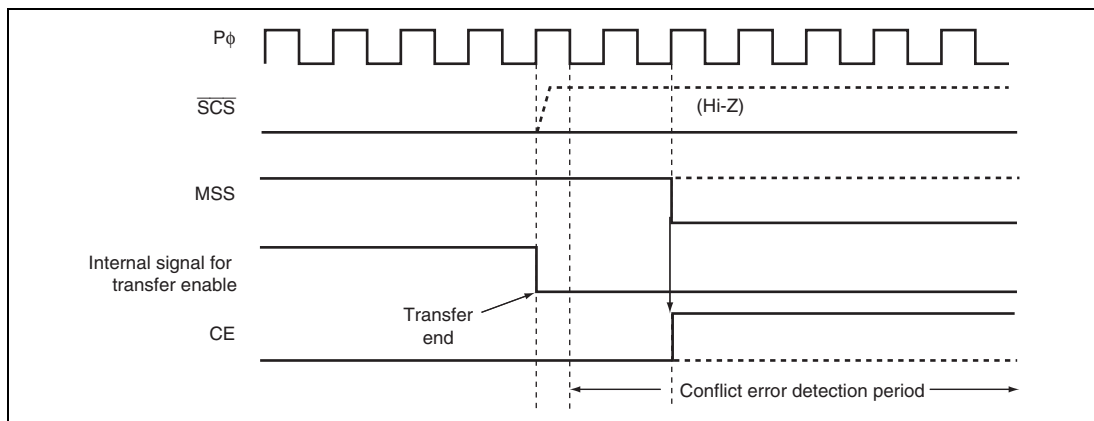 Pϕ
SCS
(Hi-Z)
MSS
Internal signal for
transfer enable
Transfer
end
CE
Conflict error detection period